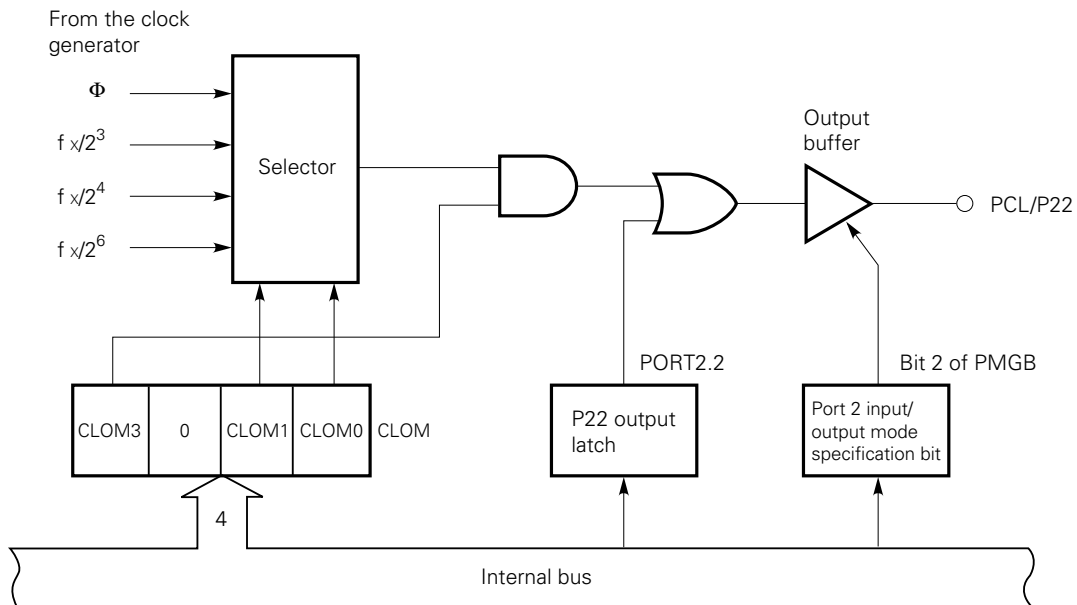 From the clock
generator
Φ
f x/2³
f x/2⁴
f x/2⁶
Selector
Output
buffer
PCL/P22
PORT2.2
Bit 2 of PMGB
CLOM3 0 CLOM1 CLOM0 CLOM
P22 output
latch
Port 2 input/
output mode
specification bit
4
Internal bus